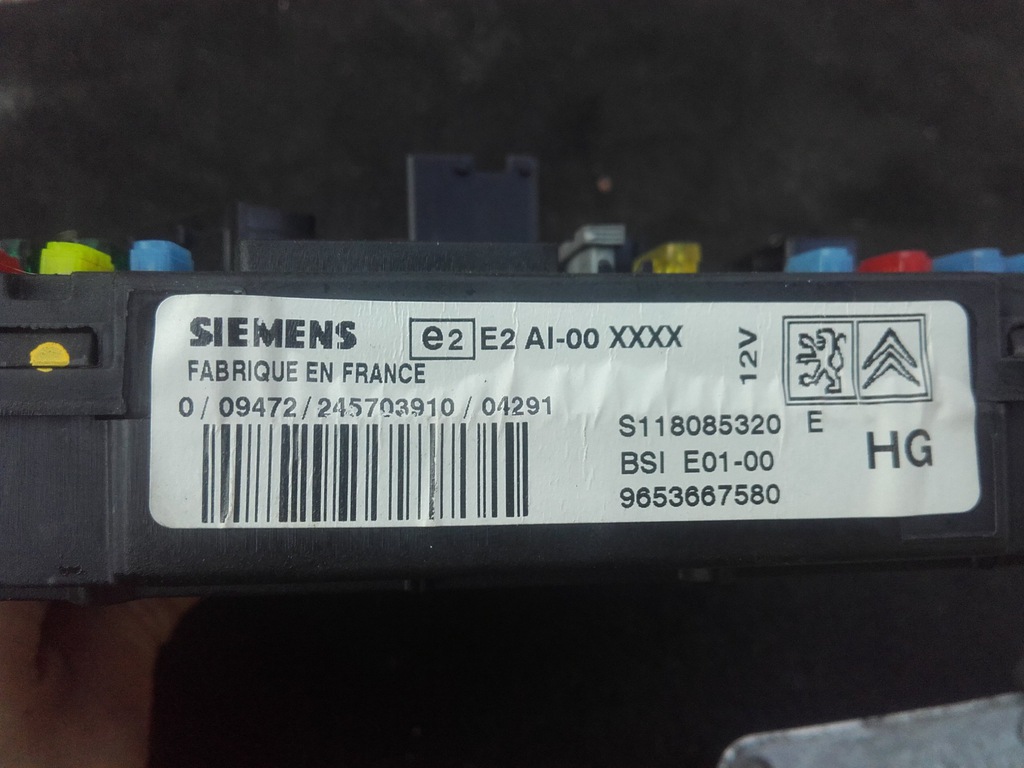 SIEMENS
e2 E2 AI-00 XXXX
12V
FABRIQUE EN FRANCE
0/09472/245703910/04291
S118085320 E
BSI E01-00
HG
9653667580